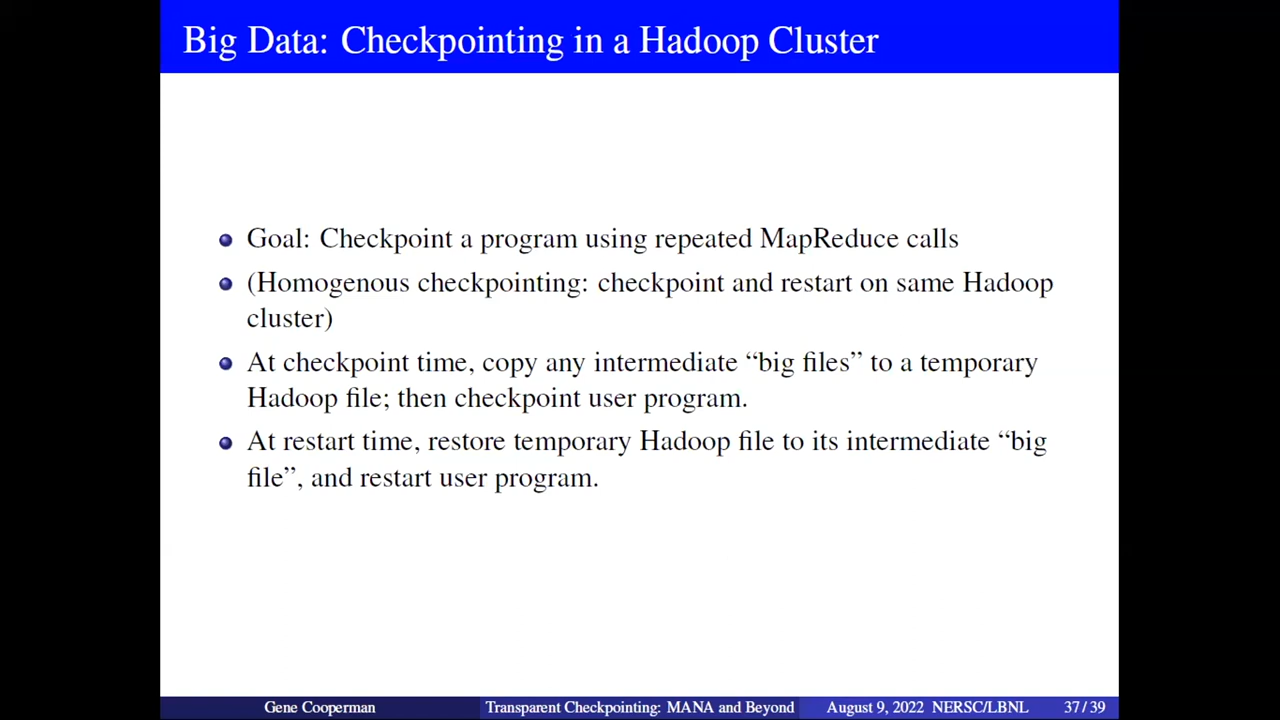 Big Data: Checkpointing in a Hadoop Cluster
Goal: Checkpoint a program using repeated MapReduce calls
(Homogenous checkpointing: checkpoint and restart on same Hadoop
cluster)
At checkpoint time, copy any intermediate “big files” to a temporary
Hadoop file; then checkpoint user program.
At restart time, restore temporary Hadoop file to its intermediate “big
file”, and restart user program.
Gene Cooperman Transparent Checkpointing: MANA and Beyond August 9, 2022 NERSC/LBNL 37 / 39